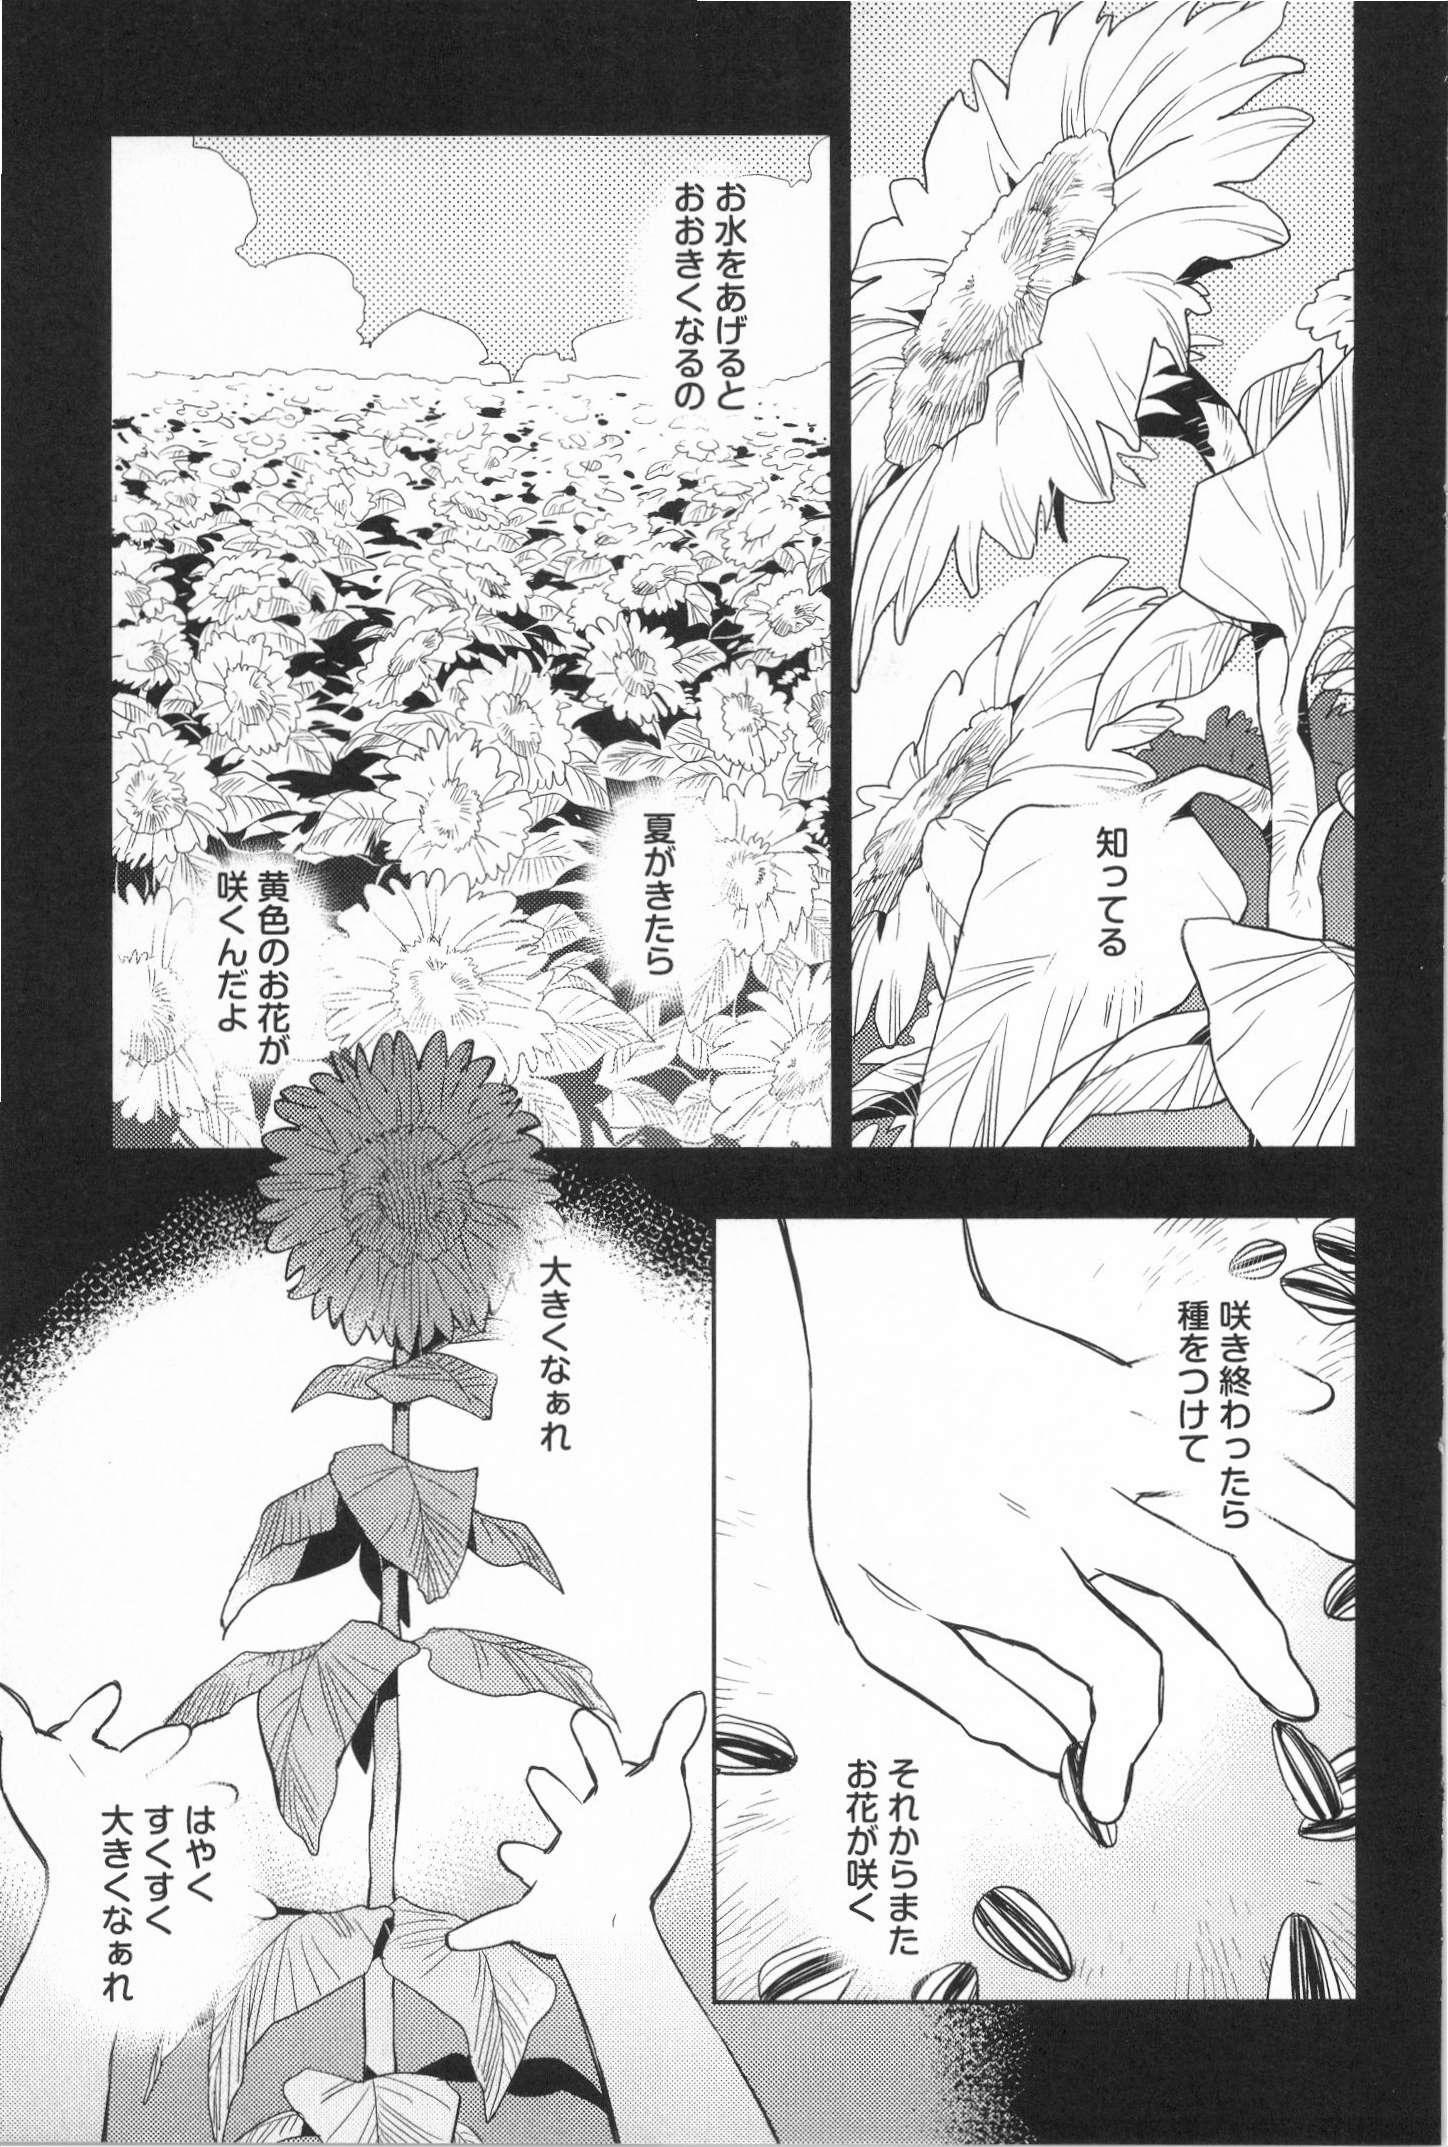 知ってる
お水をあげると
おおきくなるの
夏がきたら
黄色のお花が
咲くんだよ
咲き終わったら
種をつけて
それからまた
お花が咲く
大きくなぁれ
はやく
すくすく
大きくなぁれ